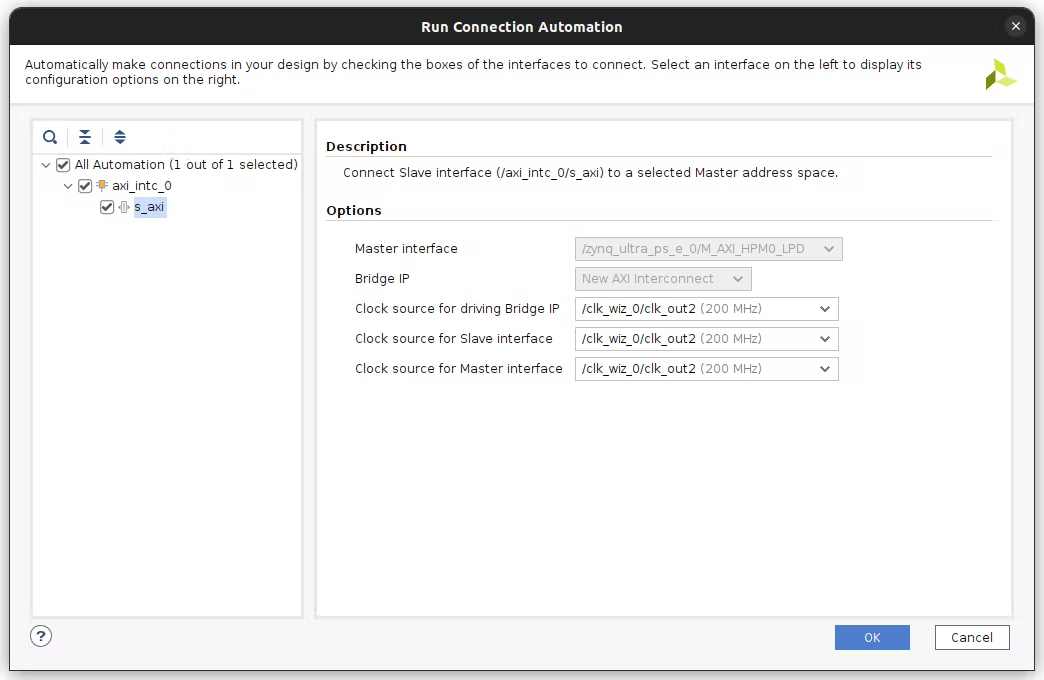 Run Connection Automation
Automatically make connections in your design by checking the boxes of the interfaces to connect. Select an interface on the left to display its
configuration options on the right.
All Automation (1 out of 1 selected)
axi_intc_0
s_axi
Description
Connect Slave interface (/axi_intc_0/s_axi) to a selected Master address space.
Options
Master interface /zynq_ultra_ps_e_0/M_AXI_HPM0_LPD
Bridge IP New AXI Interconnect
Clock source for driving Bridge IP /clk_wiz_0/clk_out2 (200 MHz)
Clock source for Slave interface /clk_wiz_0/clk_out2 (200 MHz)
Clock source for Master interface /clk_wiz_0/clk_out2 (200 MHz)
?
OK Cancel